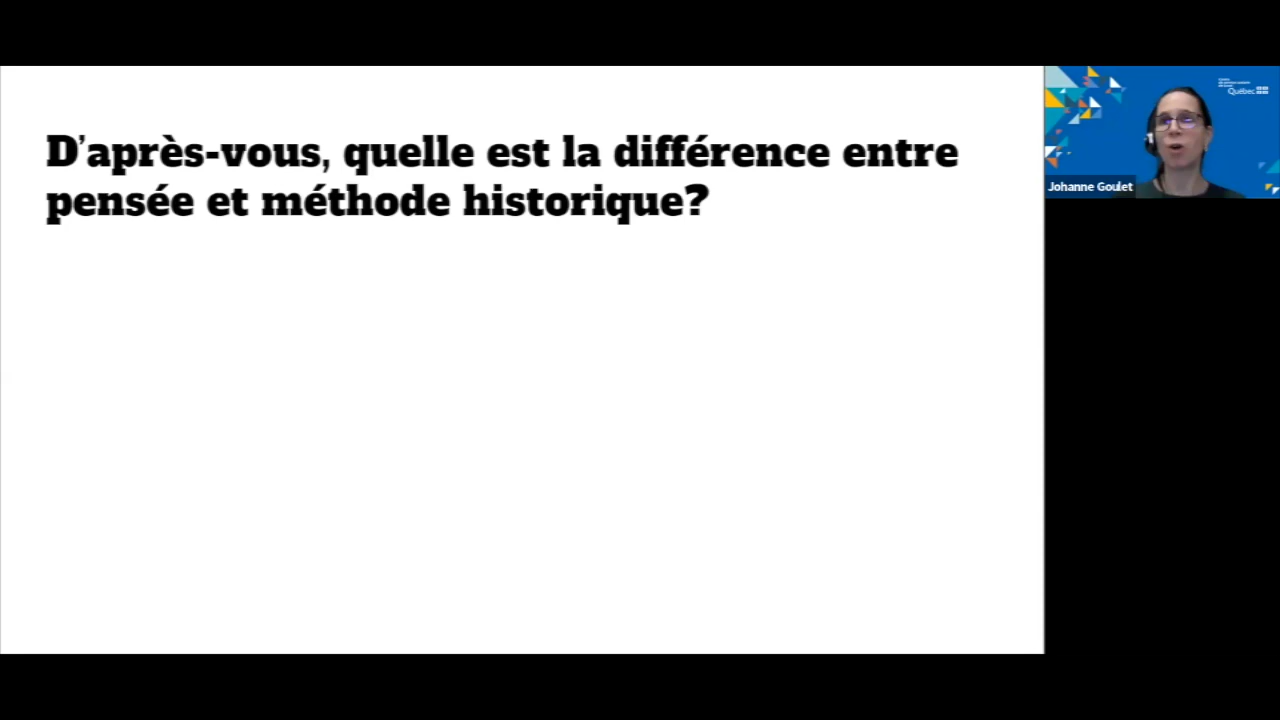 D'après-vous, quelle est la différence entre
pensée et méthode historique?
Québec
Johanne Goulet